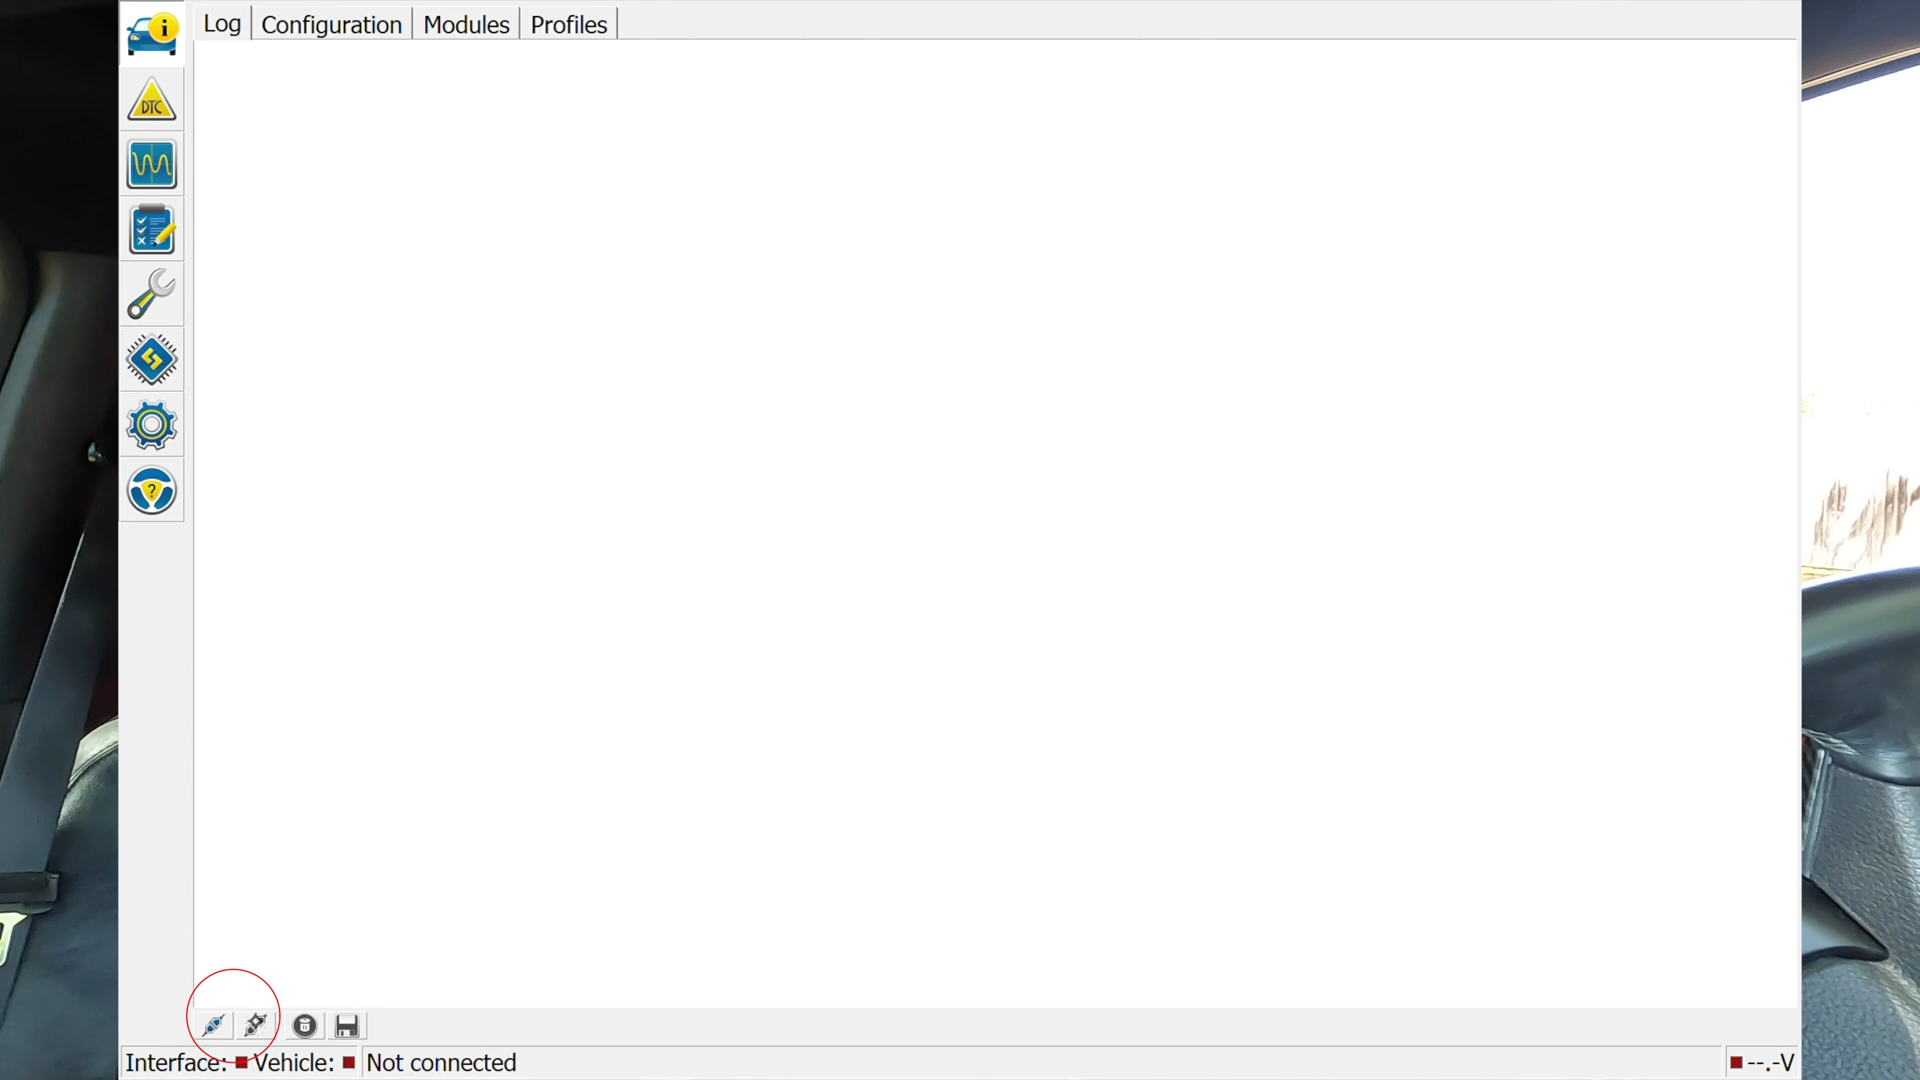 Log Configuration Modules Profiles
i
DTC
?
Interface: Vehicle: Not connected --.-V